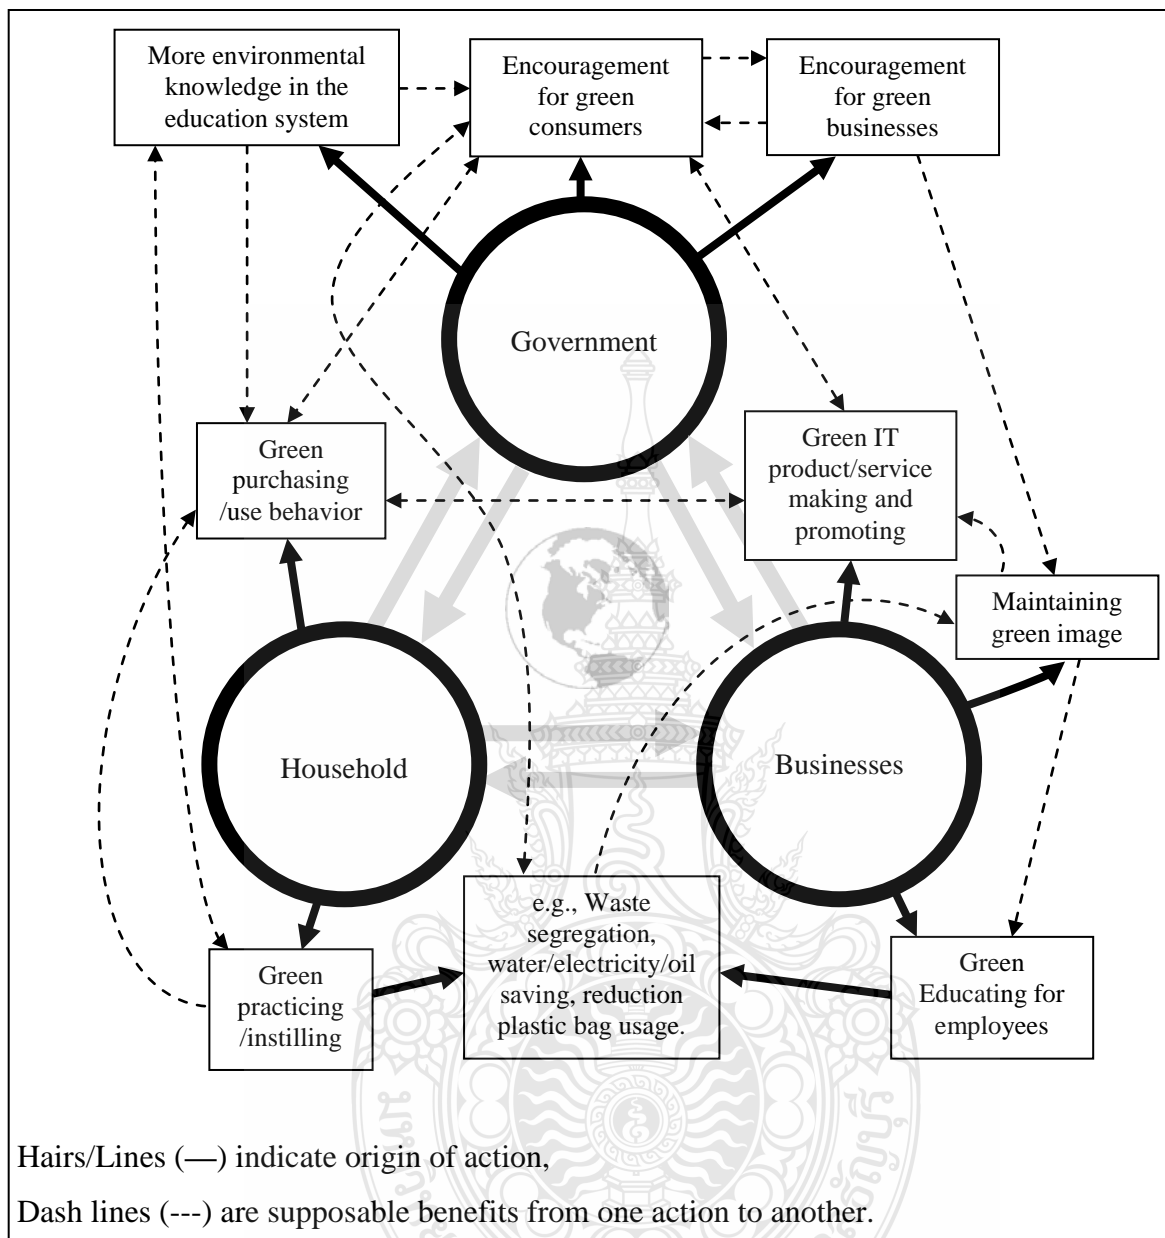 More environmental
knowledge in the
education system
Encouragement
for green
consumers
Encouragement
for green
businesses
Government
Green
purchasing
/use behavior
Green IT
product/service
making and
promoting
Maintaining
green image
Household
Businesses
Green
practicing
/instilling
e.g., Waste
segregation,
water/electricity/oil
saving, reduction
plastic bag usage.
Green
Educating for
employees
Hairs/Lines (—) indicate origin of action,
Dash lines (---) are supposable benefits from one action to another.